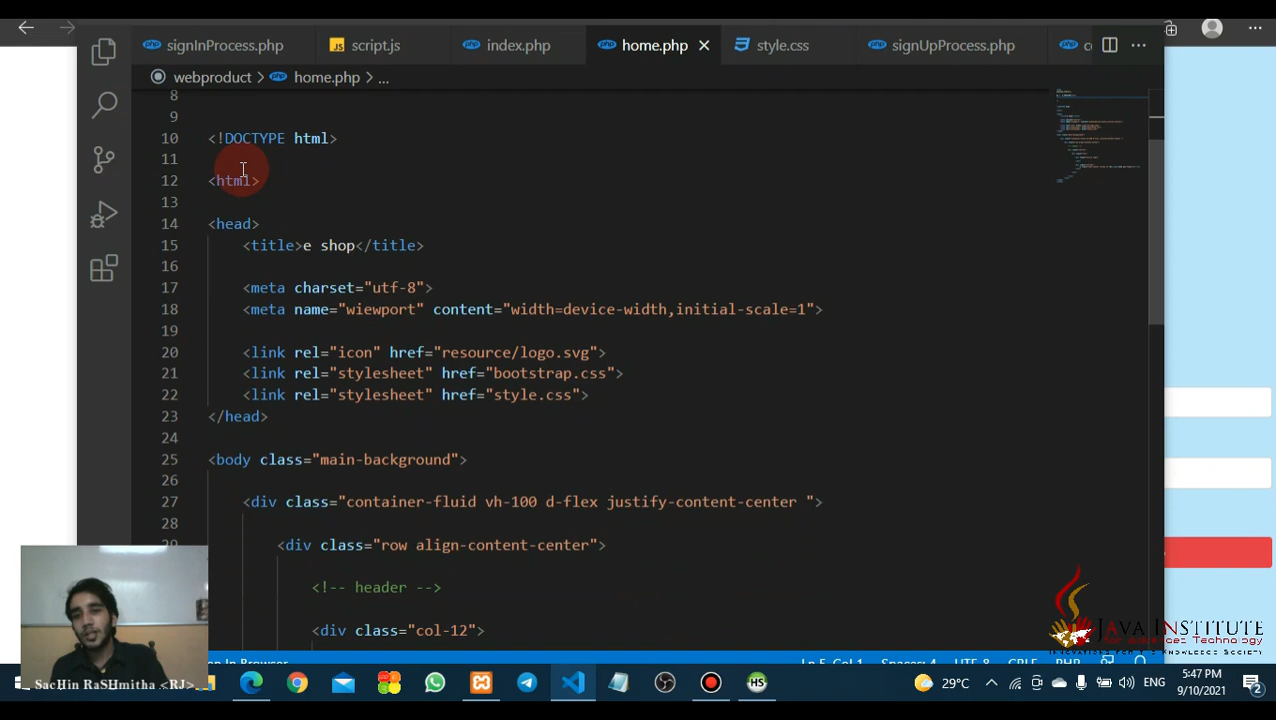 signInProcess.php
script.js
index.php
home.php
style.css
signUpProcess.php
webproduct > home.php > ...
8
9
10 <!DOCTYPE html>
11
12 <html>
13
14 <head>
15 <title>e shop</title>
16
17 <meta charset="utf-8">
18 <meta name="wiewport" content="width=device-width,initial-scale=1">
19
20 <link rel="icon" href="resource/logo.svg">
21 <link rel="stylesheet" href="bootstrap.css">
22 <link rel="stylesheet" href="style.css">
23 </head>
24
25 <body class="main-background">
26
27 <div class="container-fluid vh-100 d-flex justify-content-center ">
28
<div class="row align-content-center">
<!-- header -->
<div class="col-12">
JAVA INSTITUTE
SacHin RaSHmitha <RJ>
29°C
ENG
5:47 PM
9/10/2021
2